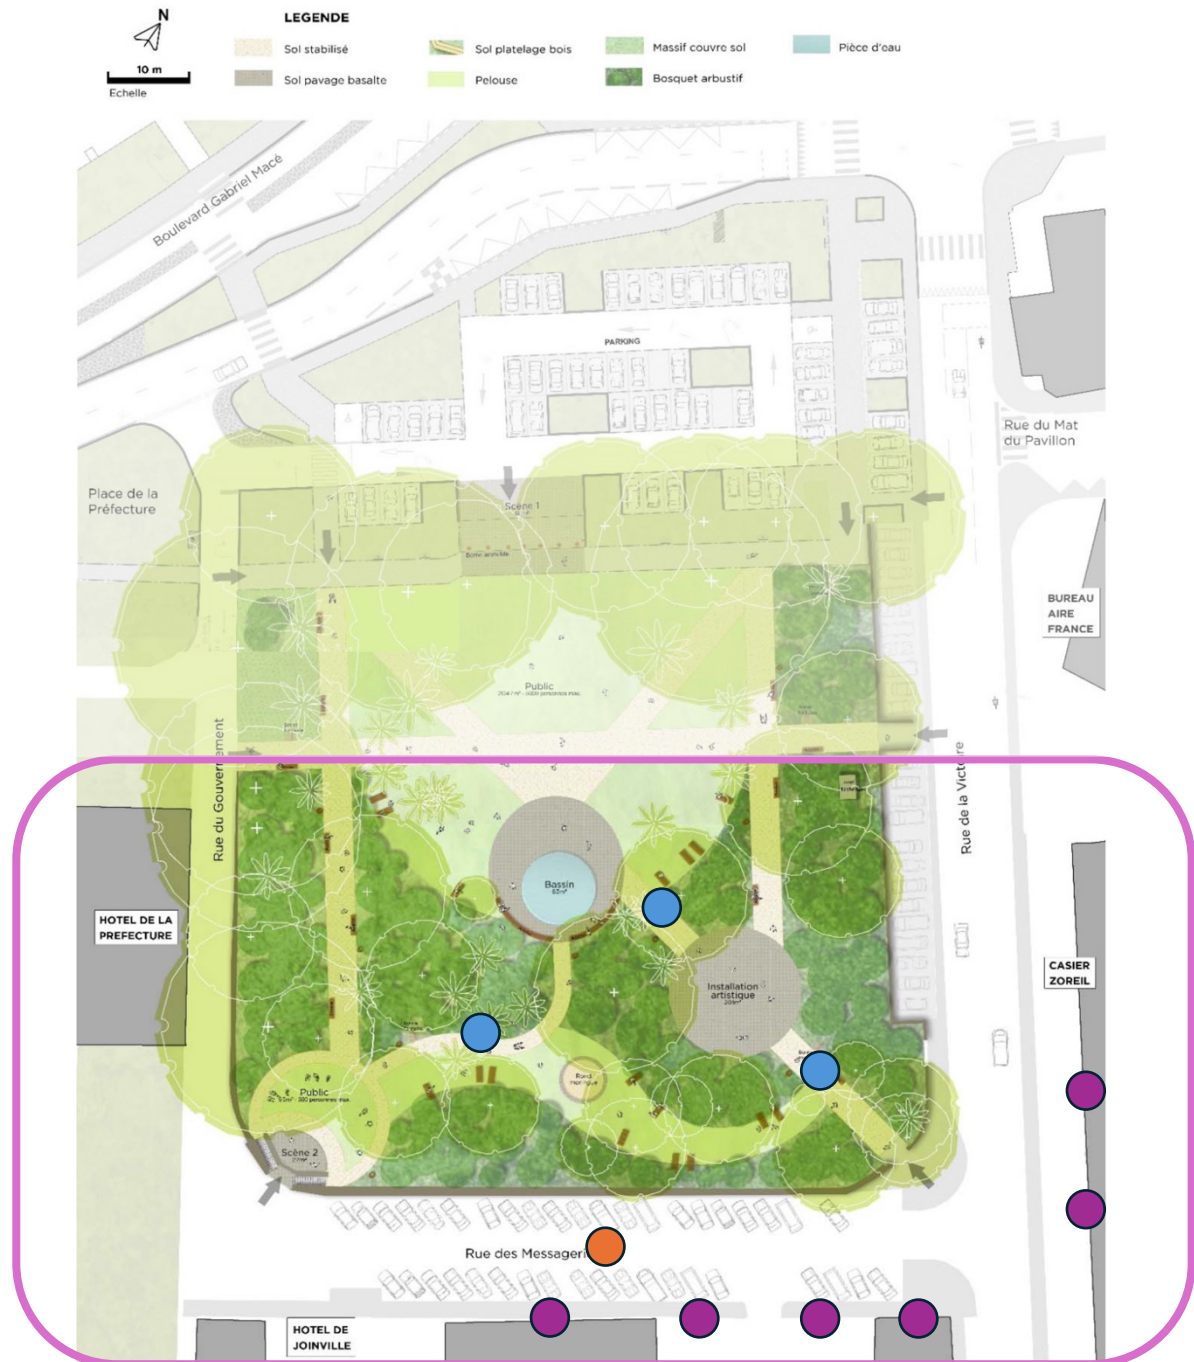 N
10 m
Echelle
LEGENDE
Sol stabilisé
Sol pavage basalte
Sol platelage bois
Pelouse
Massif couvre sol
Bosquet arbustif
Pièce d'eau
Boulevard Gabriel Macé
PARKING
Rue du Mat
du Pavillon
Place de la
Préfecture
Scène 1
BUREAU
AIRE
FRANCE
Public
Rue du Gouvernement
Rue de la Victoire
Bassin
HOTEL DE LA
PREFECTURE
CASIER
ZOREIL
Installation
artistique
Public
Scène 2
Rue des Messageri
HOTEL DE
JOINVILLE